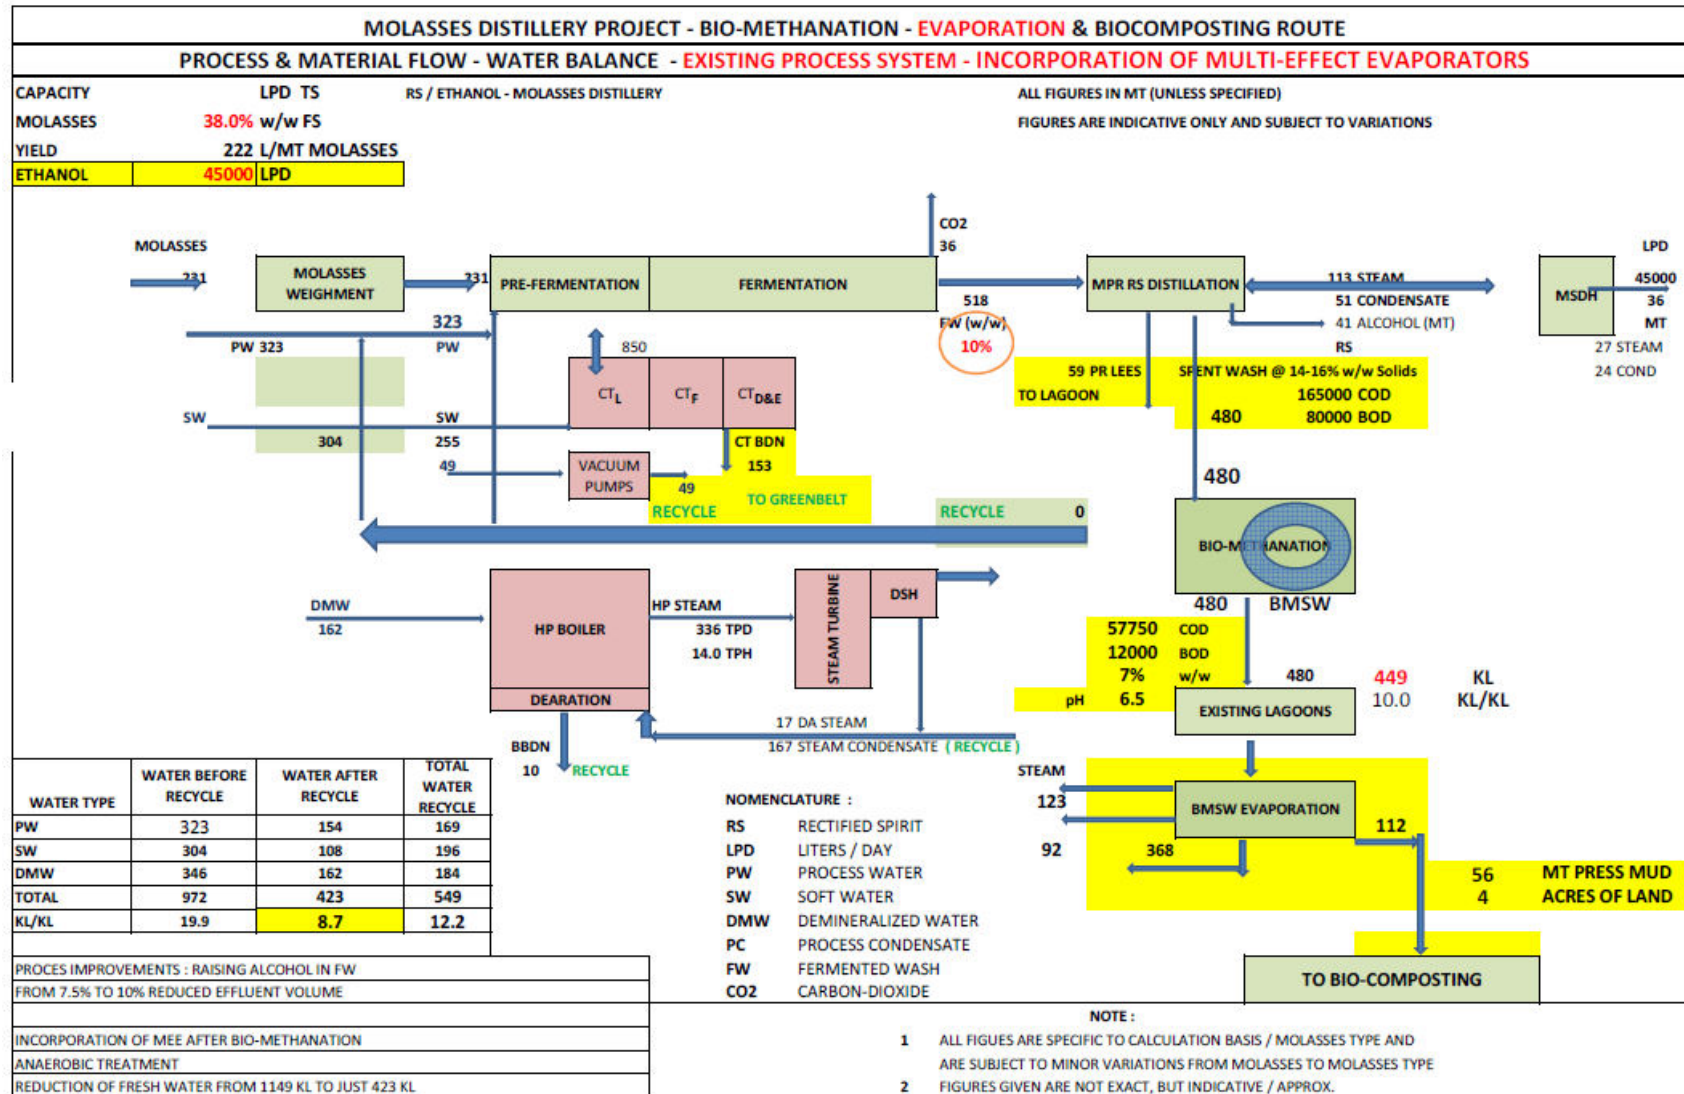 MOLASSES DISTILLERY PROJECT - BIO-METHANATION - EVAPORATION & BIOCOMPOSTING ROUTE
PROCESS & MATERIAL FLOW - WATER BALANCE - EXISTING PROCESS SYSTEM - INCORPORATION OF MULTI-EFFECT EVAPORATORS
CAPACITY LPD TS RS / ETHANOL - MOLASSES DISTILLERY ALL FIGURES IN MT (UNLESS SPECIFIED)
MOLASSES 38.0% w/w FS FIGURES ARE INDICATIVE ONLY AND SUBJECT TO VARIATIONS
YIELD 222 L/MT MOLASSES
ETHANOL 45000 LPD
CO2
36
MOLASSES
231
MOLASSES
WEIGHMENT
231
PRE-FERMENTATION
FERMENTATION
518
FW (w/w)
10%
MPR RS DISTILLATION
113 STEAM
51 CONDENSATE
41 ALCOHOL (MT)
RS
MSDH
LPD
45000
36
MT
27 STEAM
24 COND
323
PW
PW 323
850
CT L
CT F
CT D&E
59 PR LEES
TO LAGOON
SPENT WASH @ 14-16% w/w Solids
165000 COD
480 80000 BOD
SW
SW
304 255
49
CT BDN
153
VACUUM
PUMPS
49
TO GREENBELT
RECYCLE
RECYCLE 0
480
BIO-METHANATION
480 BMSW
DMW
162
HP BOILER
DEARATION
HP STEAM
336 TPD
14.0 TPH
STEAM TURBINE
DSH
57750 COD
12000 BOD
7% w/w
pH 6.5
480 449 KL
10.0 KL/KL
EXISTING LAGOONS
17 DA STEAM
167 STEAM CONDENSATE ( RECYCLE )
BBDN
10 RECYCLE
STEAM
123
92
BMSW EVAPORATION
368
112
56 MT PRESS MUD
4 ACRES OF LAND
TO BIO-COMPOSTING
WATER TYPE WATER BEFORE RECYCLE WATER AFTER RECYCLE TOTAL WATER RECYCLE
PW 323 154 169
SW 304 108 196
DMW 346 162 184
TOTAL 972 423 549
KL/KL 19.9 8.7 12.2
NOMENCLATURE :
RS RECTIFIED SPIRIT
LPD LITERS / DAY
PW PROCESS WATER
SW SOFT WATER
DMW DEMINERALIZED WATER
PC PROCESS CONDENSATE
FW FERMENTED WASH
CO2 CARBON-DIOXIDE
PROCES IMPROVEMENTS : RAISING ALCOHOL IN FW
FROM 7.5% TO 10% REDUCED EFFLUENT VOLUME
INCORPORATION OF MEE AFTER BIO-METHANATION
ANAEROBIC TREATMENT
REDUCTION OF FRESH WATER FROM 1149 KL TO JUST 423 KL
NOTE :
1 ALL FIGUES ARE SPECIFIC TO CALCULATION BASIS / MOLASSES TYPE AND
ARE SUBJECT TO MINOR VARIATIONS FROM MOLASSES TO MOLASSES TYPE
2 FIGURES GIVEN ARE NOT EXACT, BUT INDICATIVE / APPROX.